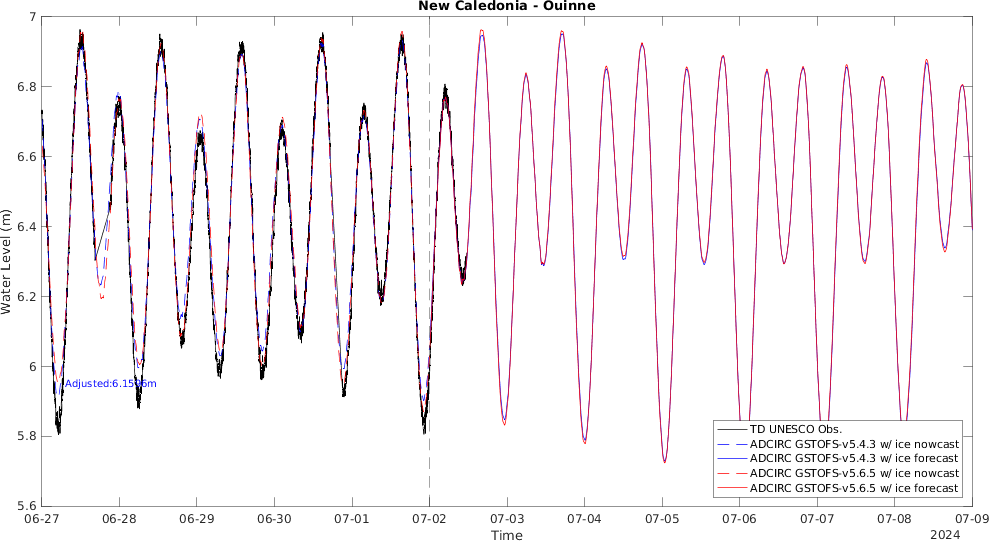 New Caledonia - Ouinne
Water Level (m)
7
6.8
6.6
6.4
6.2
6
5.8
5.6
TD UNESCO Obs.
ADCIRC GSTOFS-v5.4.3 w/ ice nowcast
ADCIRC GSTOFS-v5.4.3 w/ ice forecast
ADCIRC GSTOFS-v5.6.5 w/ ice nowcast
ADCIRC GSTOFS-v5.6.5 w/ ice forecast
06-27 06-28 06-29 06-30 07-01 07-02 07-03 07-04 07-05 07-06 07-07 07-08 07-09
Time
2024